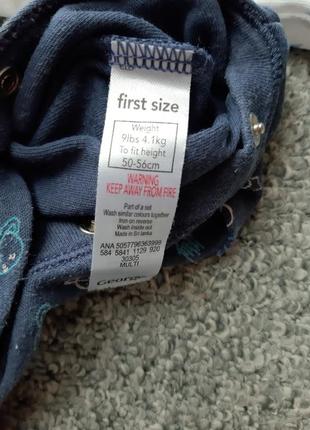 first size
Weight
9lbs 4.1kg
To fit height
50-56cm
WARNING
KEEP AWAY FROM FIRE
Part of a set
Wash similar colours together
Iron on reverse
Wash inside out
Made in Sri lanka
ANA 5057796363999
584 5841 1129 920
30305
MULTI
George